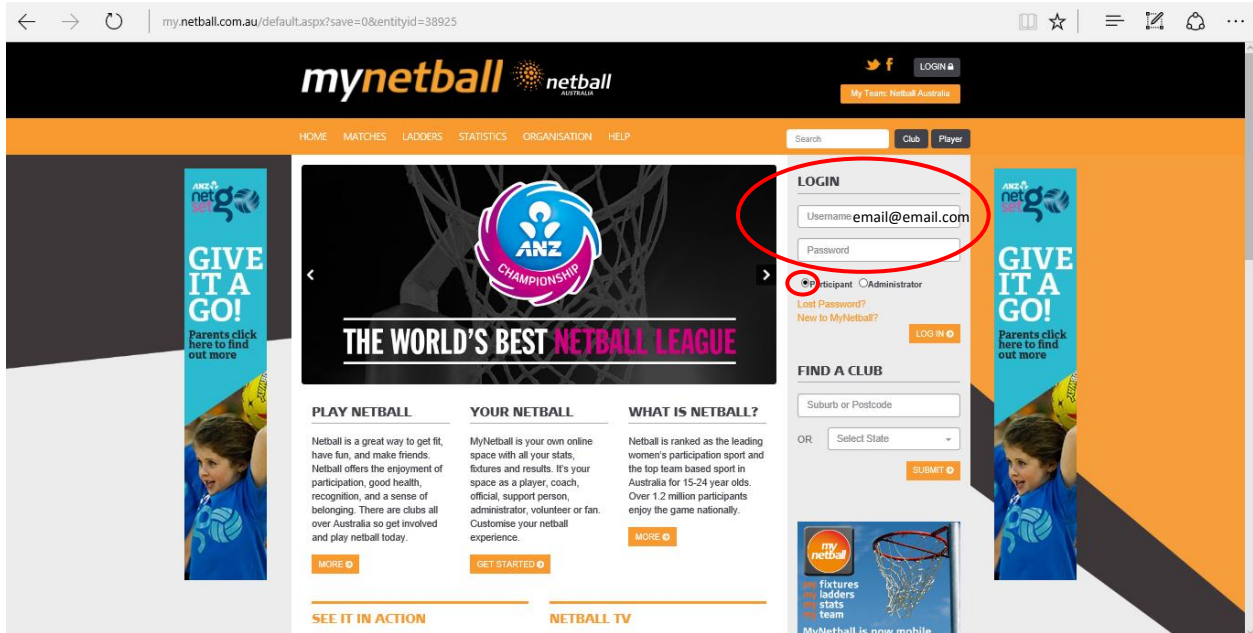 my.netball.com.au/default.aspx?save=0&entityid=38925
mynetball netball
AUSTRALIA
LOGIN
My Team: Netball Australia
HOME MATCHES LADDERS STATISTICS ORGANISATION HELP
Search Club Player
ANZ
net
set
GIVE
IT A
GO!
Parents click
here to find
out more
ANZ
CHAMPIONSHIP
THE WORLD'S BEST NETBALL LEAGUE
LOGIN
Username email@email.com
Password
Participant Administrator
Lost Password?
New to MyNetball?
LOG IN
FIND A CLUB
Suburb or Postcode
OR Select State
SUBMIT
ANZ
net
set
GIVE
IT A
GO!
Parents click
here to find
out more
PLAY NETBALL
Netball is a great way to get fit,
have fun, and make friends.
Netball offers the enjoyment of
participation, good health,
recognition, and a sense of
belonging. There are clubs all
over Australia so get involved
and play netball today.
MORE
YOUR NETBALL
MyNetball is your own online
space with all your stats,
fixtures and results. It's your
space as a player, coach,
official, support person,
administrator, volunteer or fan.
Customise your netball
experience.
GET STARTED
WHAT IS NETBALL?
Netball is ranked as the leading
women's participation sport and
the top team based sport in
Australia for 15-24 year olds.
Over 1.2 million participants
enjoy the game nationally.
MORE
my
netball
my fixtures
my ladders
my stats
my team
MyNetball is now mobile
SEE IT IN ACTION
NETBALL TV